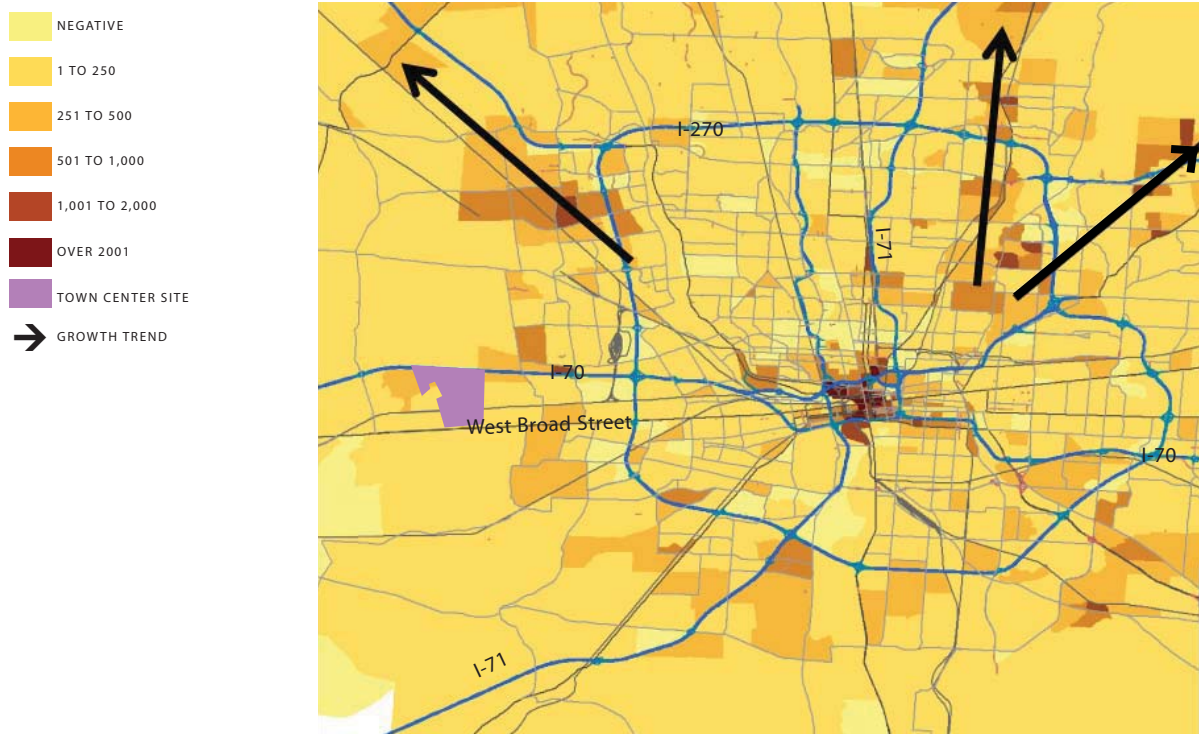 NEGATIVE
1 TO 250
251 TO 500
501 TO 1,000
1,001 TO 2,000
OVER 2001
TOWN CENTER SITE
GROWTH TREND
I-270
I-71
I-70
West Broad Street
I-70
I-71